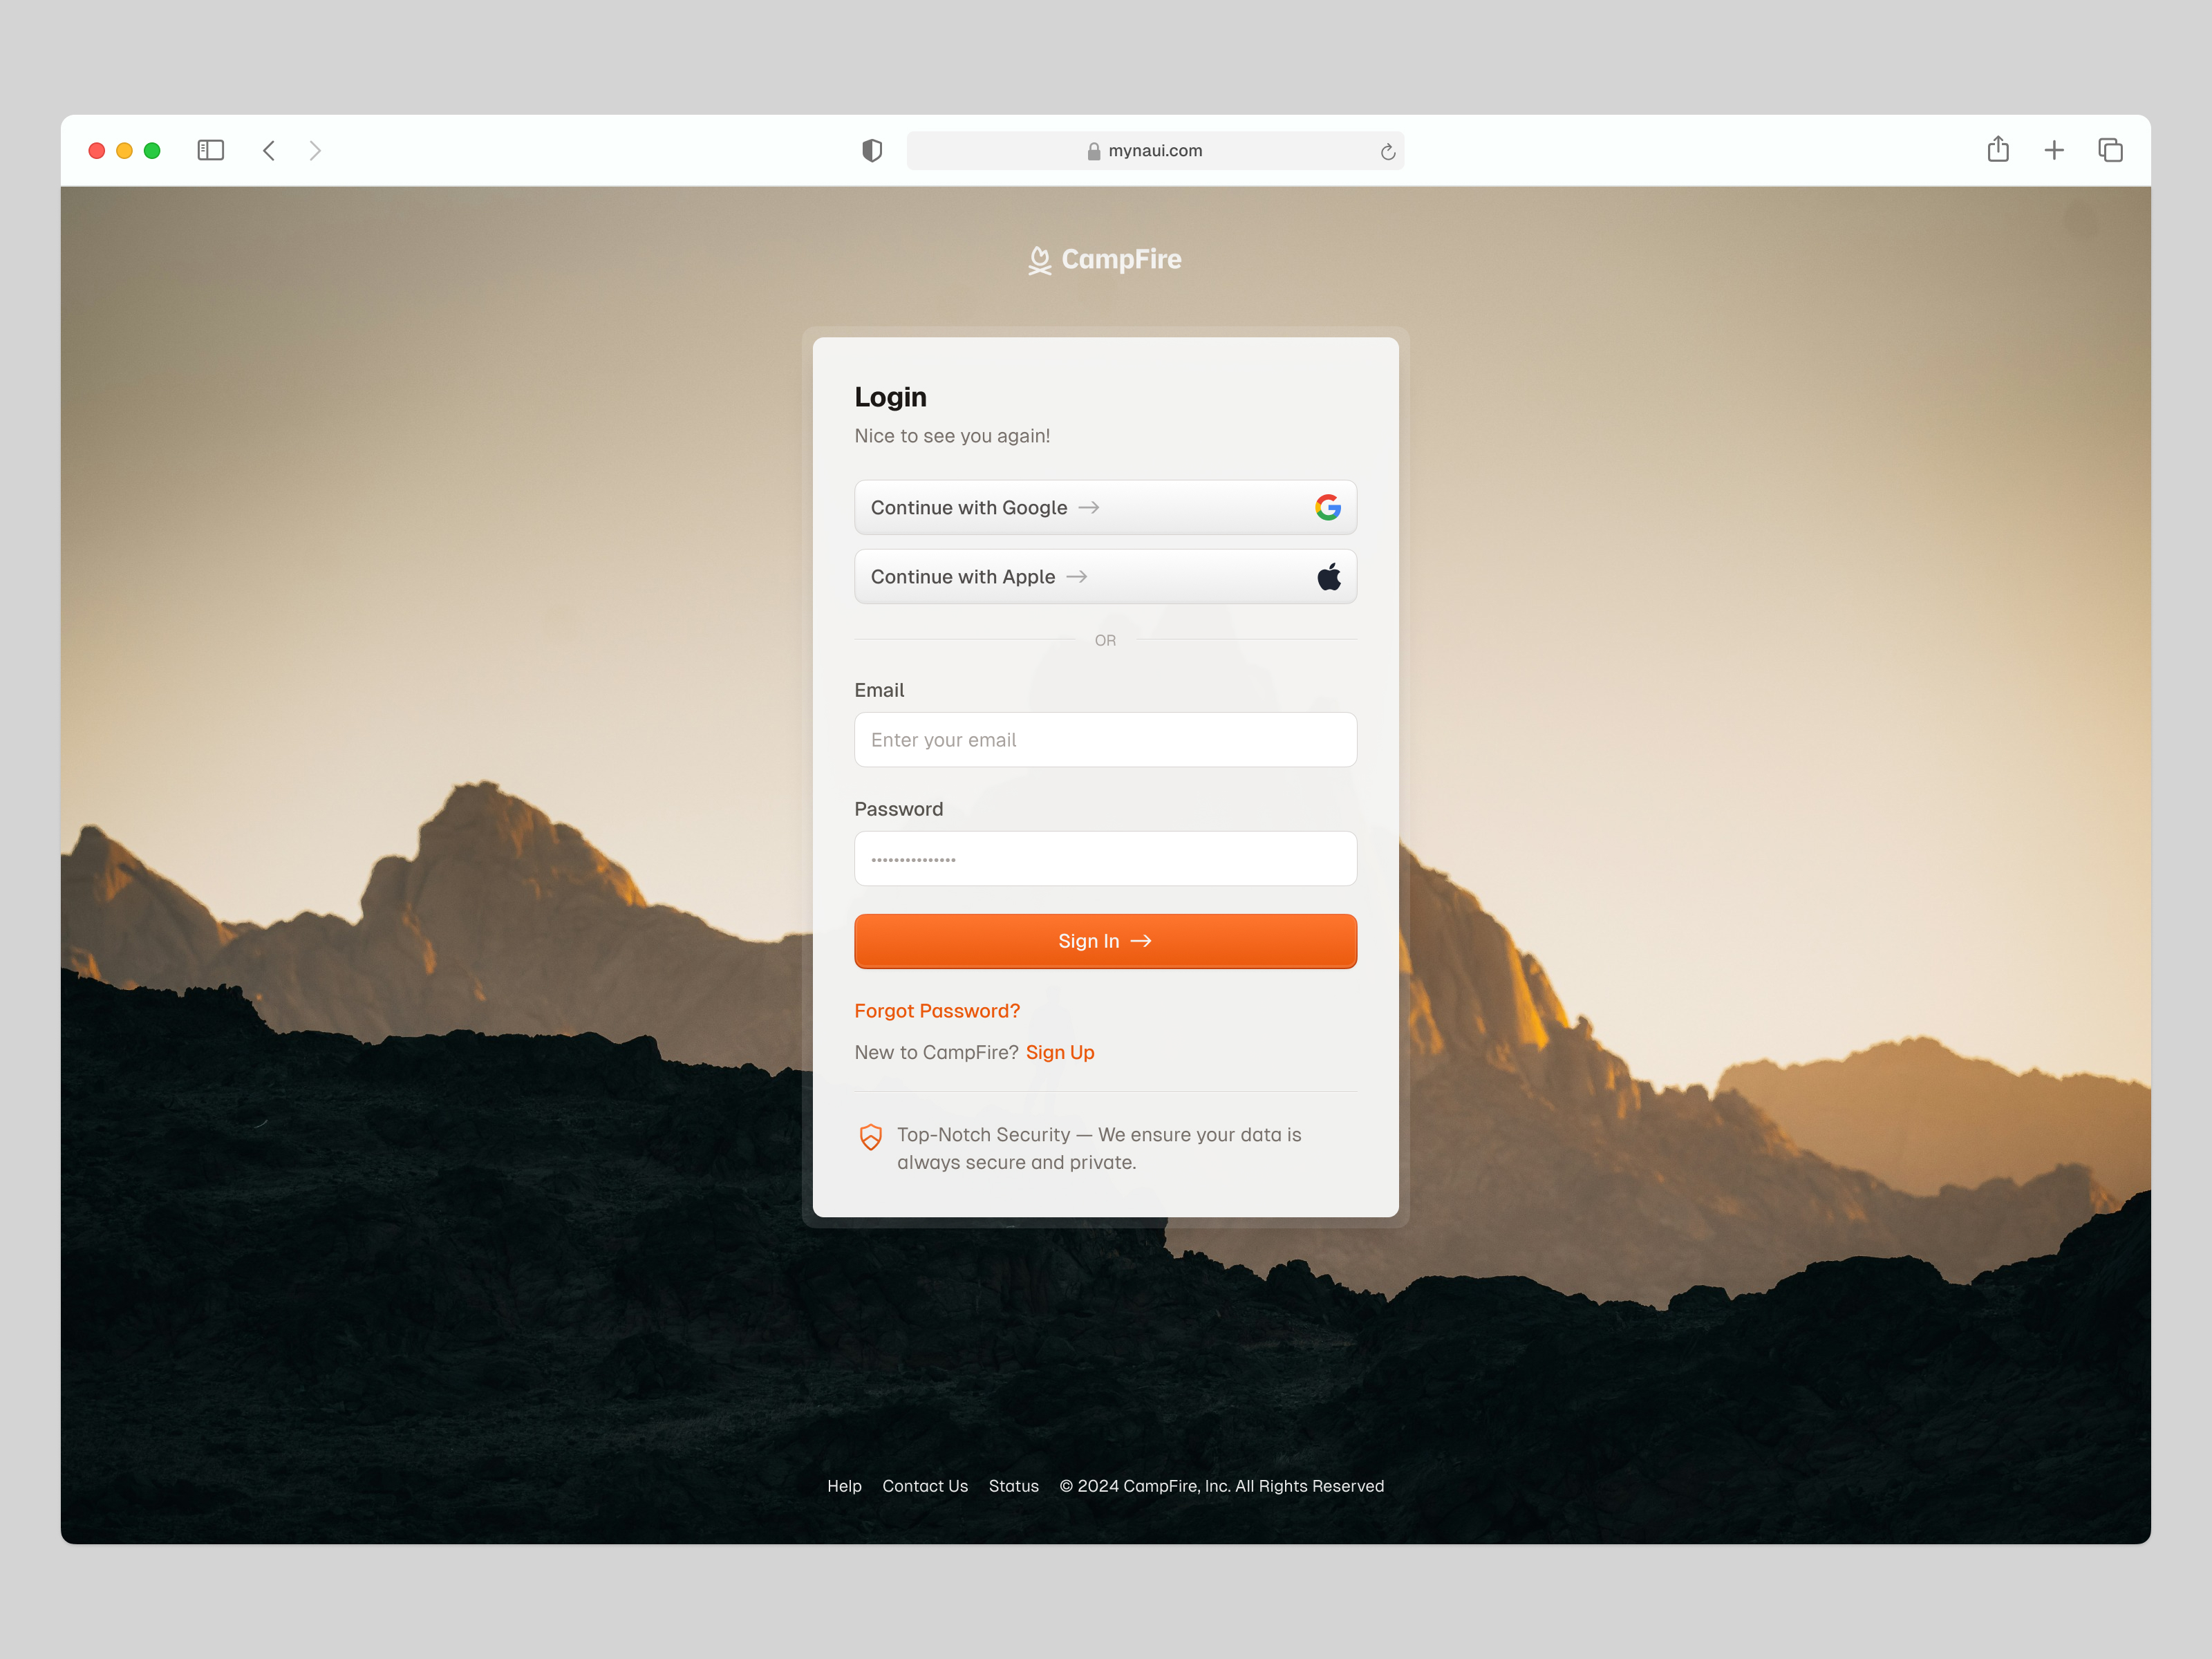 mynaui.com
CampFire
Login
Nice to see you again!
Continue with Google
Continue with Apple
OR
Email
Enter your email
Password
Sign In
Forgot Password?
New to CampFire? Sign Up
Top-Notch Security — We ensure your data is
always secure and private.
Help Contact Us Status © 2024 CampFire, Inc. All Rights Reserved